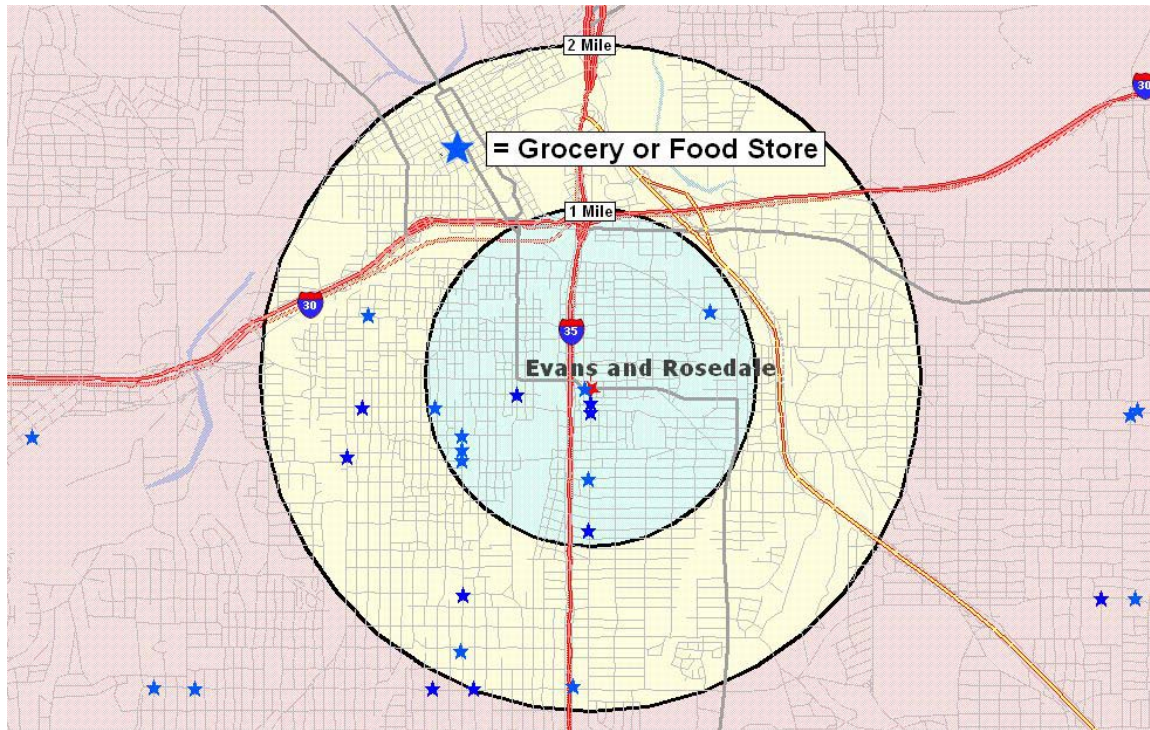 2 Mile
30
= Grocery or Food Store
1 Mile
30
35
Evans and Rosedale